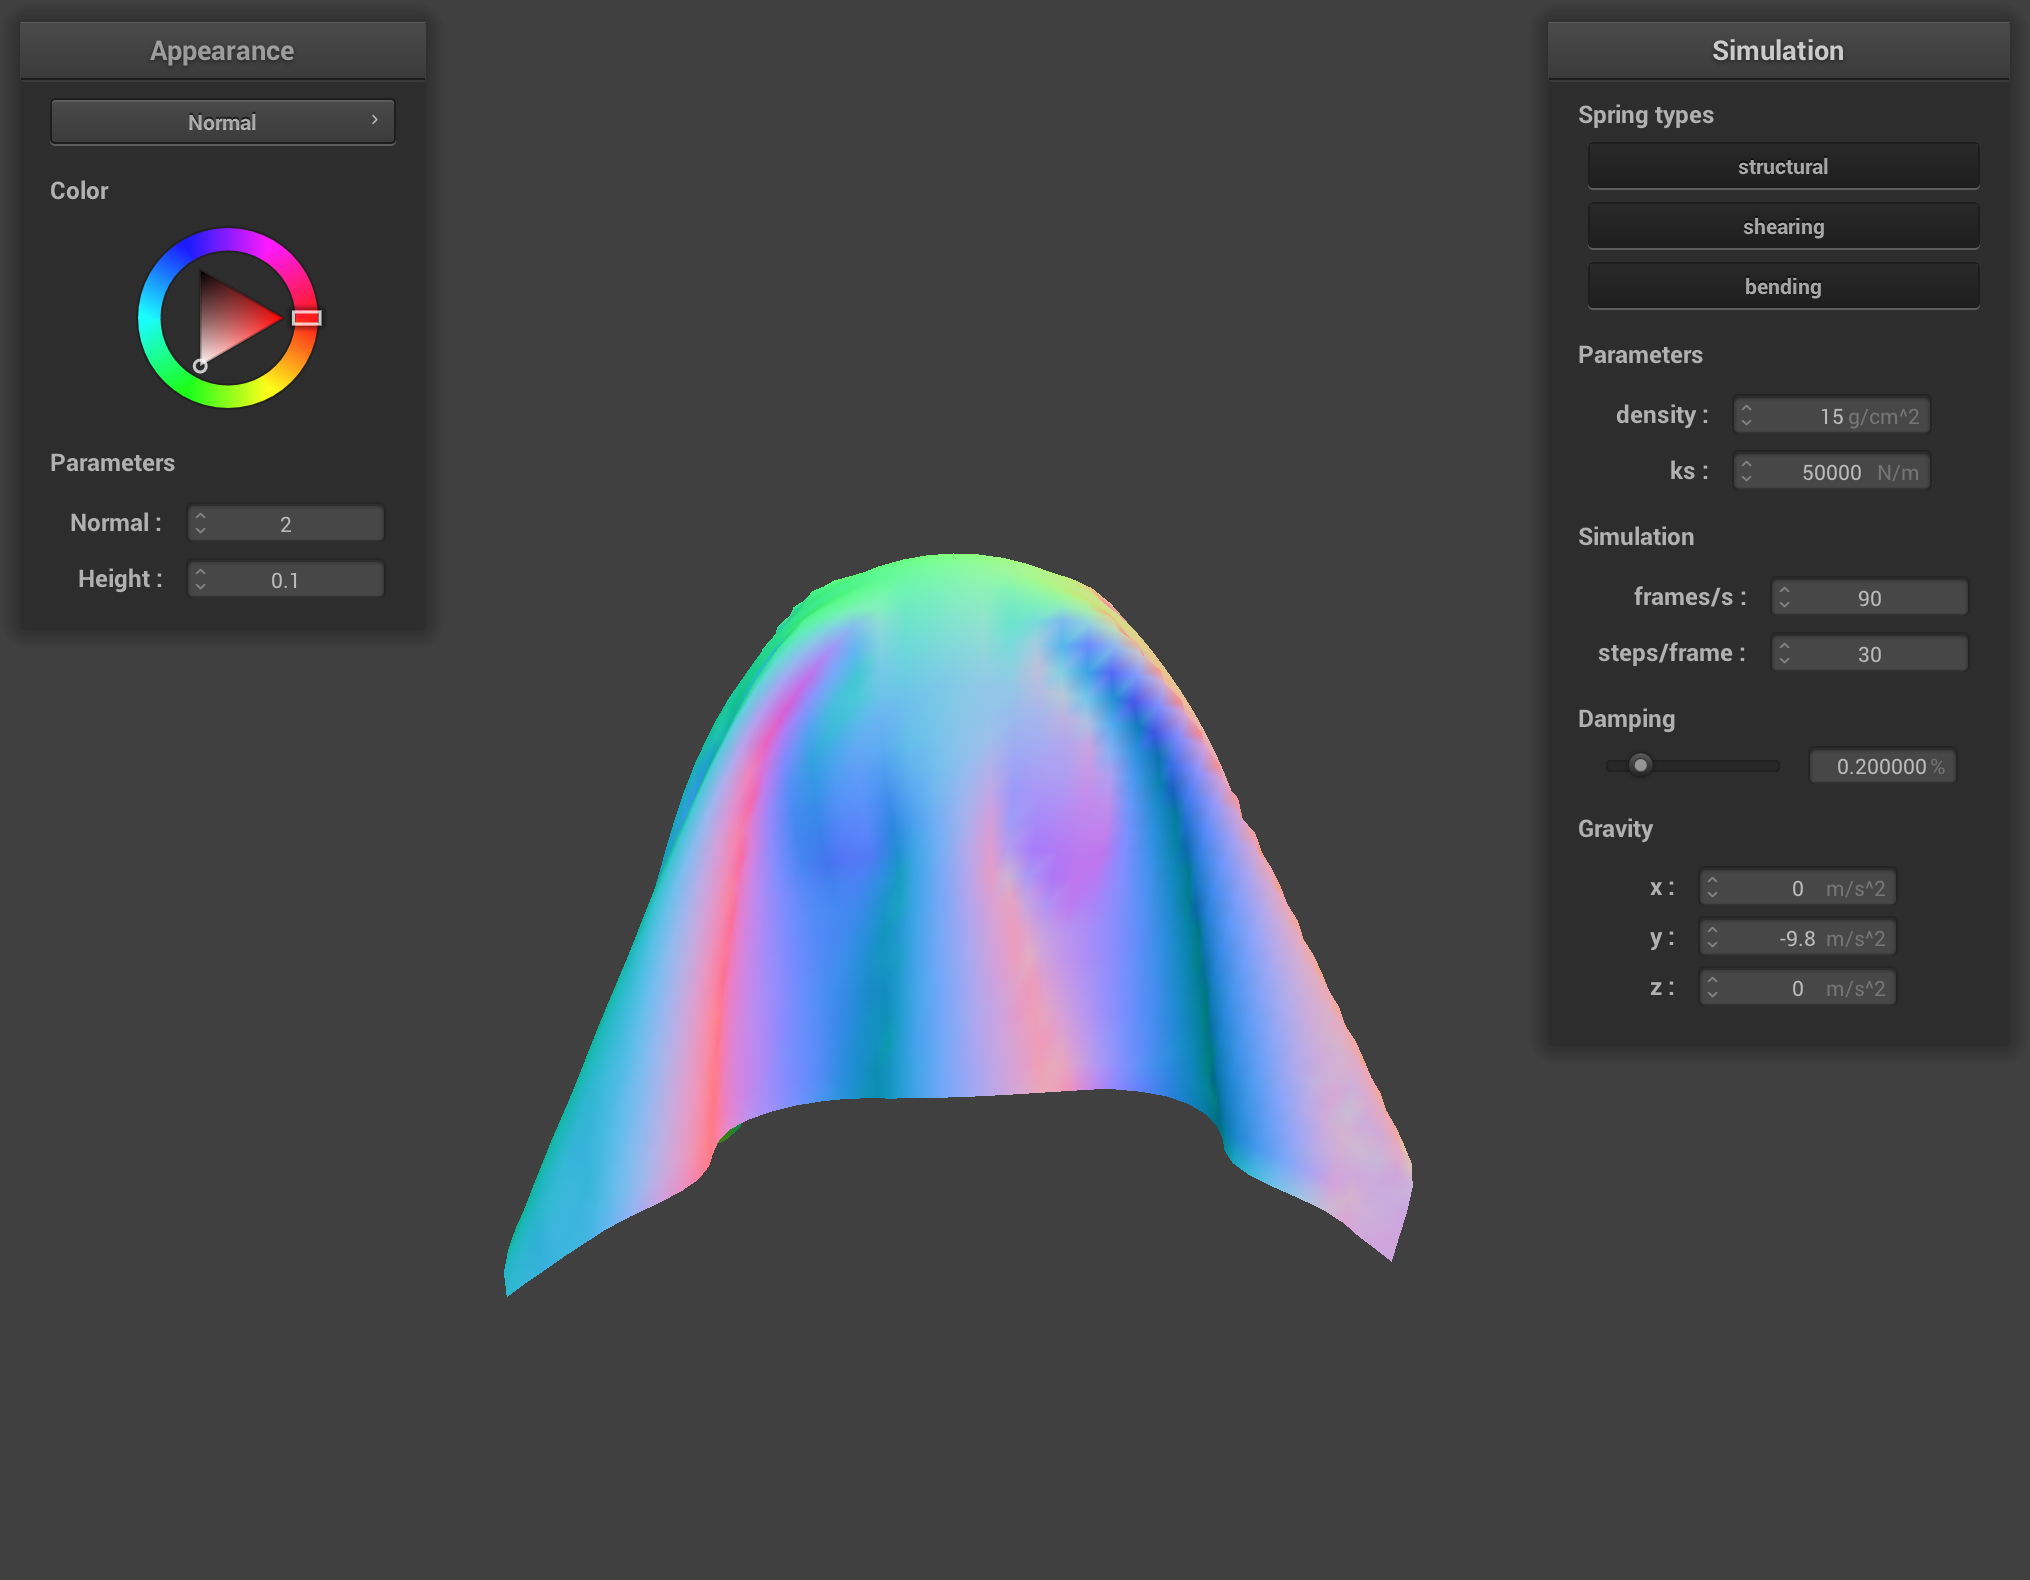 Appearance
Normal
Color
Parameters
Normal : 2
Height : 0.1
Simulation
Spring types
structural
shearing
bending
Parameters
density : 15 g/cm^2
ks : 50000 N/m
Simulation
frames/s : 90
steps/frame : 30
Damping
0.200000 %
Gravity
x : 0 m/s^2
y : -9.8 m/s^2
z : 0 m/s^2